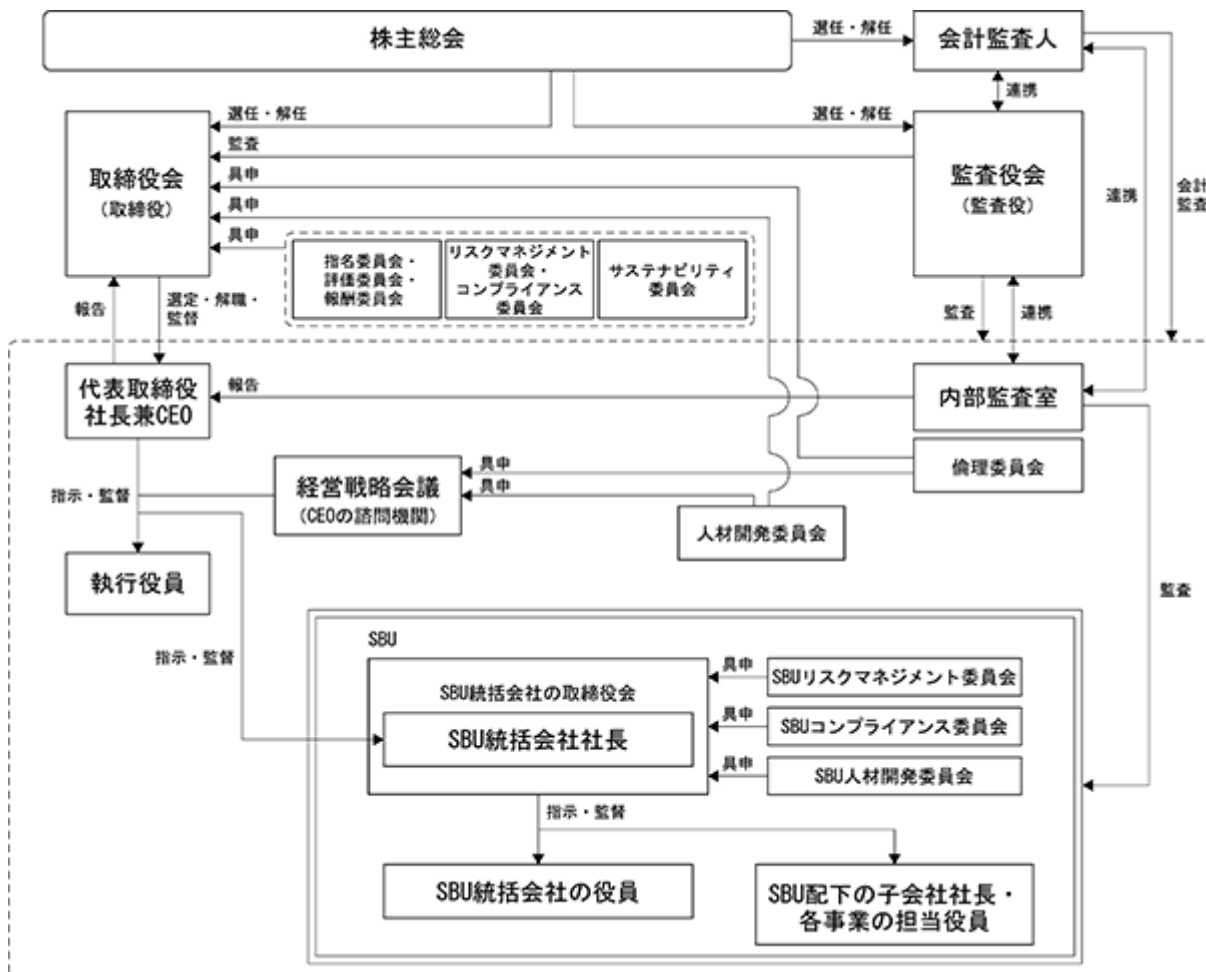 株主総会
選任・解任
会計監査人
連携
選任・解任
選任・解任
監査
取締役会
(取締役)
具申
具申
具申
監査役会
(監査役)
連携
会計
監査
指名委員会・
評価委員会・
報酬委員会
リスクマネジメント
委員会・
コンプライアンス
委員会
サステナビリティ
委員会
報告
選定・解職・
監督
監査
連携
代表取締役
社長兼CEO
報告
内部監査室
倫理委員会
経営戦略会議
(CEOの諮問機関)
具申
具申
指示・監督
人材開発委員会
執行役員
監査
指示・監督
SBU
SBU統括会社の取締役会
SBU統括会社社長
具申
SBUリスクマネジメント委員会
具申
SBUコンプライアンス委員会
具申
SBU人材開発委員会
指示・監督
SBU統括会社の役員
SBU配下の子会社社長・
各事業の担当役員